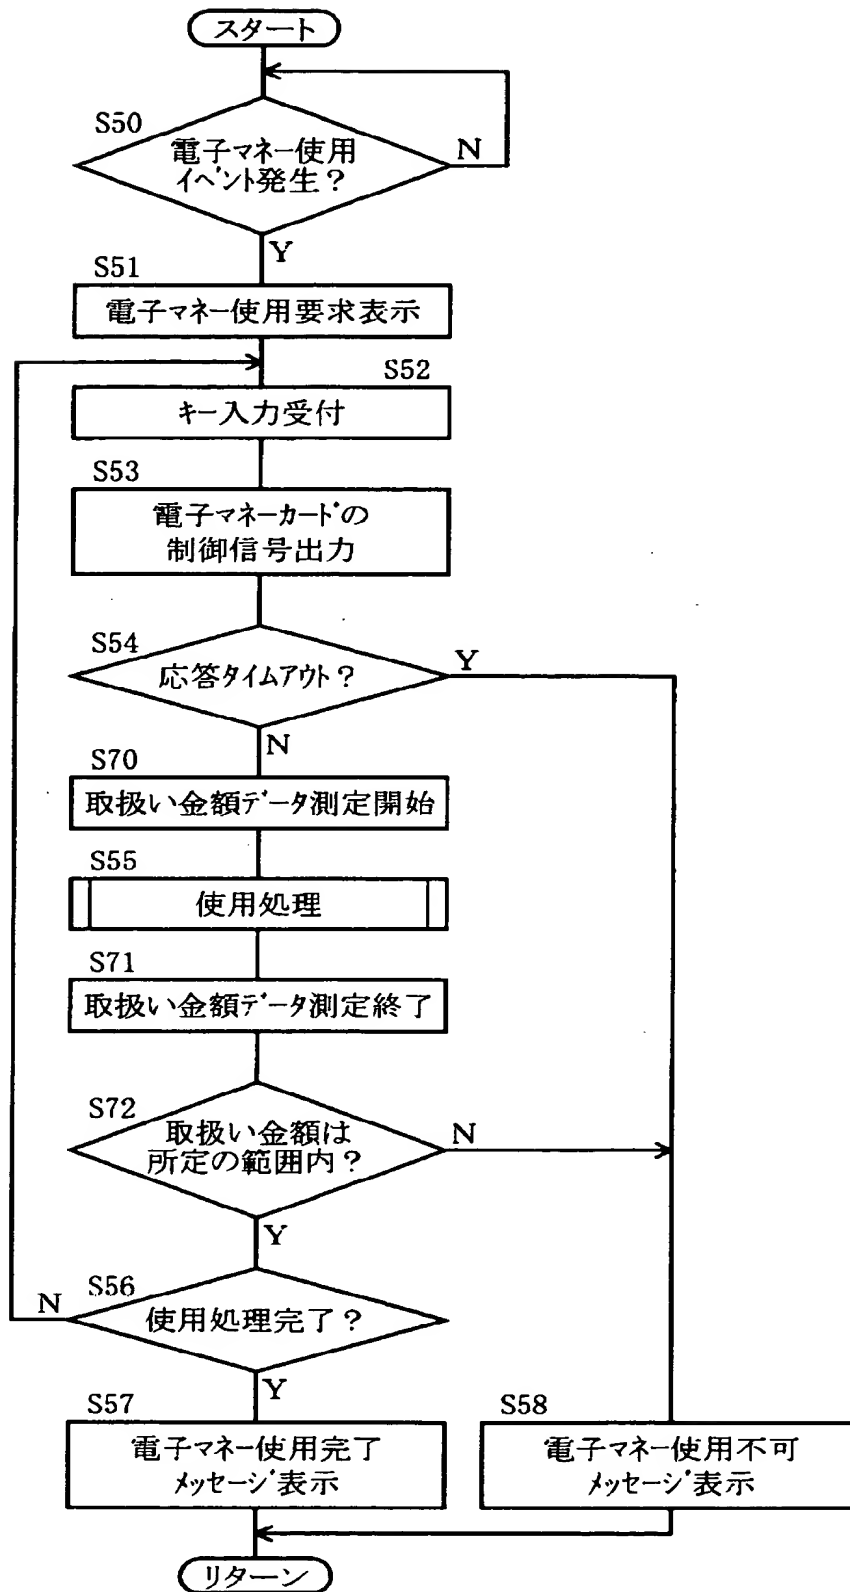 スタート
S50
電子マネー使用
イベント発生？
N
Y
S51
電子マネー使用要求表示
S52
キー入力受付
S53
電子マネーカードの
制御信号出力
S54
応答タイムアウト？
Y
N
S70
取扱い金額データ測定開始
S55
使用処理
S71
取扱い金額データ測定終了
S72
取扱い金額は
所定の範囲内？
N
Y
S56
N
使用処理完了？
Y
S57
電子マネー使用完了
メッセージ表示
S58
電子マネー使用不可
メッセージ表示
リターン